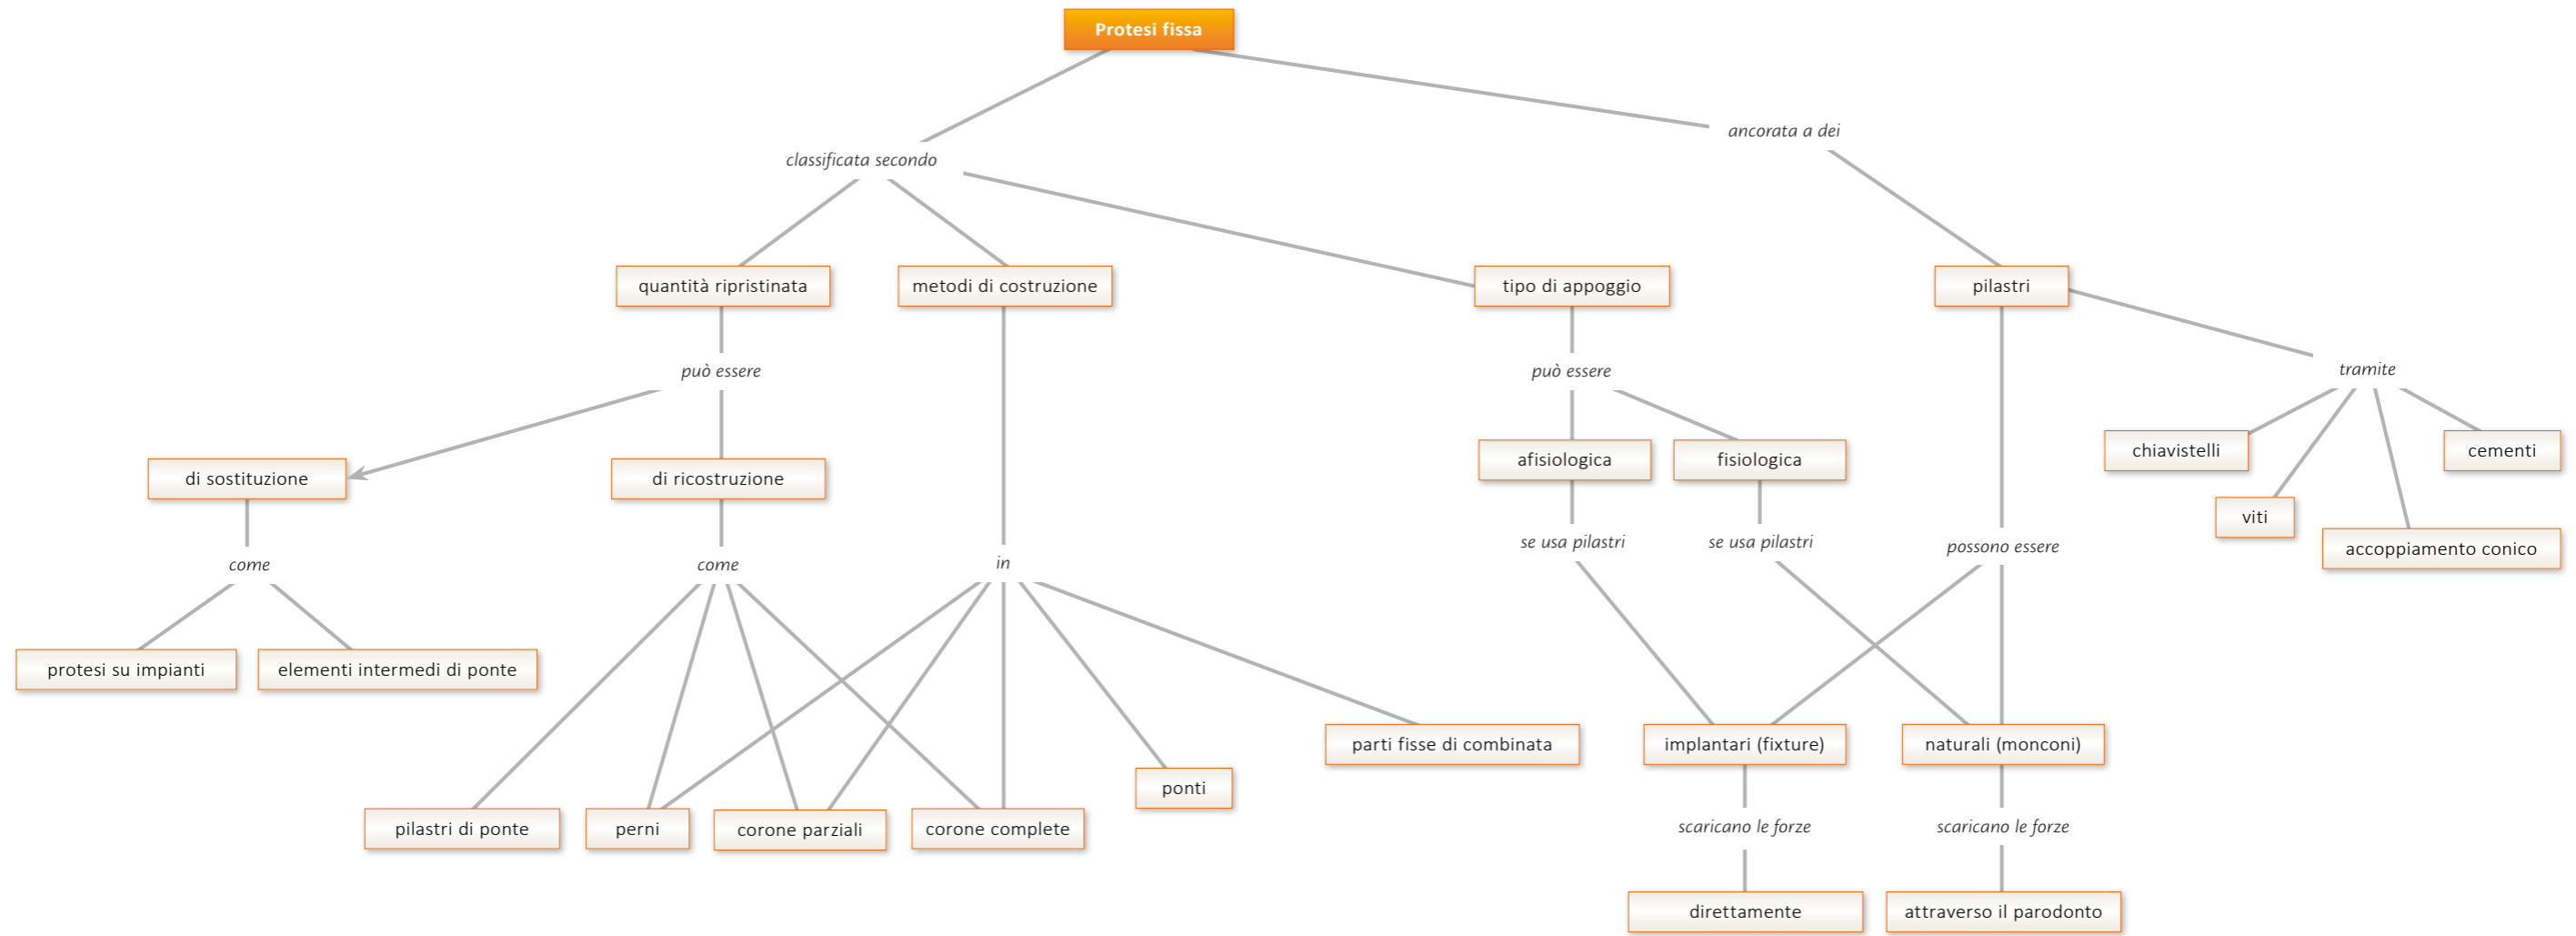 Protesi fissa
ancorata a dei
classificata secondo
quantità ripristinata
metodi di costruzione
tipo di appoggio
pilastri
può essere
può essere
tramite
chiavistelli
cementi
afisiologica
fisiologica
di sostituzione
di ricostruzione
viti
accoppiamento conico
se usa pilastri
se usa pilastri
possono essere
come
come
in
protesi su impianti
elementi intermedi di ponte
parti fisse di combinata
implantari (fixture)
naturali (monconi)
ponti
pilastri di ponte
perni
corone parziali
corone complete
scaricano le forze
scaricano le forze
direttamente
attraverso il parodonto